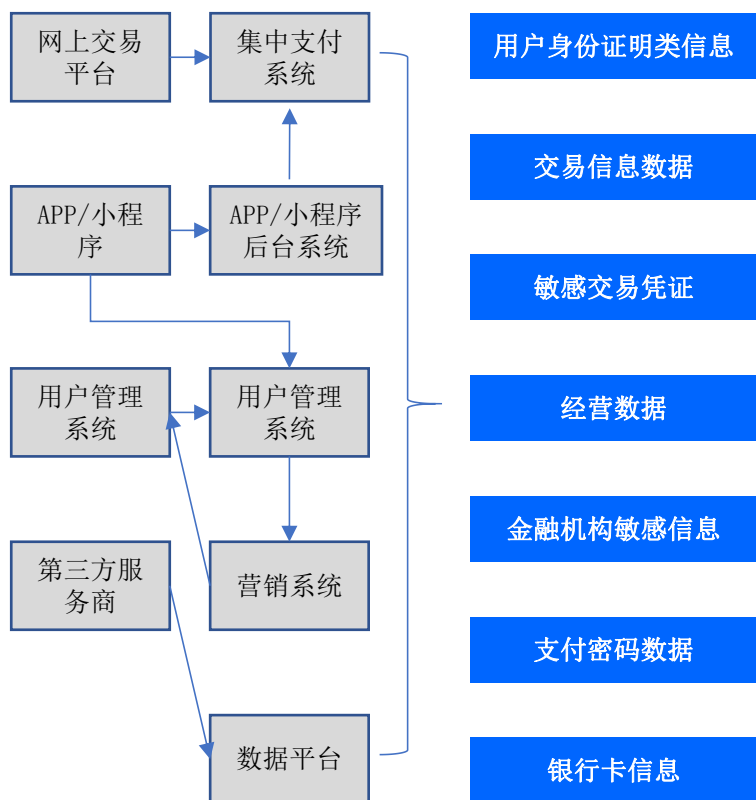 网上交易
平台
集中支付
系统
用户身份证明类信息
交易信息数据
APP/小程
序
APP/小程序
后台系统
敏感交易凭证
用户管理
系统
用户管理
系统
经营数据
金融机构敏感信息
第三方服
务商
营销系统
支付密码数据
数据平台
银行卡信息